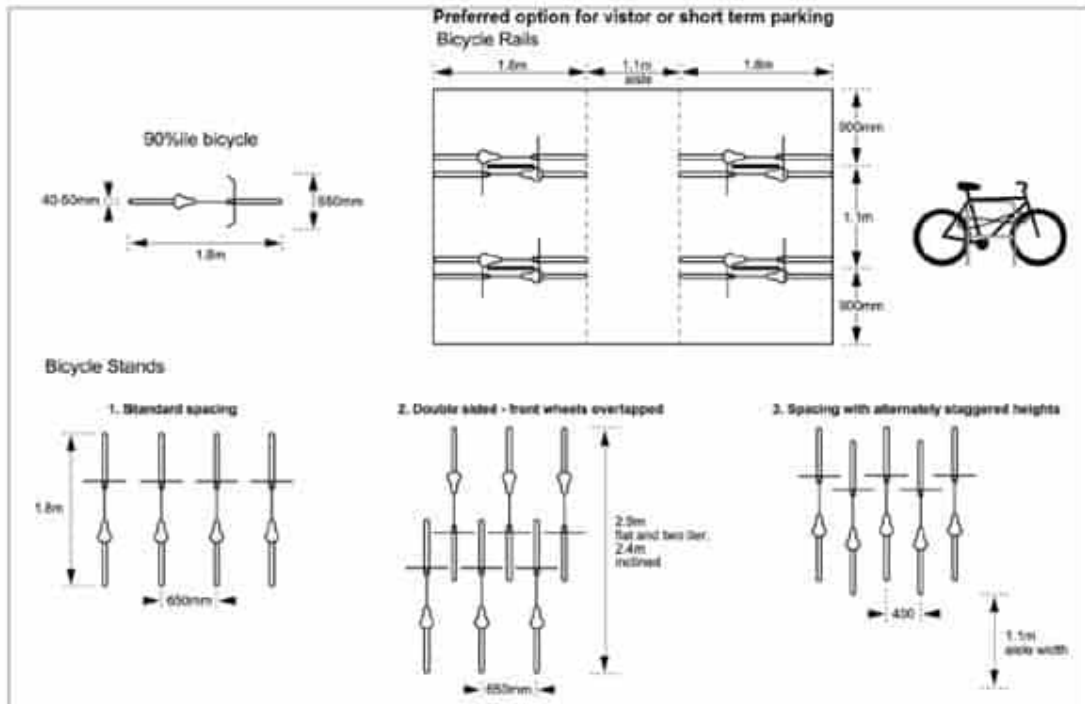 Preferred option for vistor or short term parking
Bicycle Rails
1.8m
1.1m
aisle
1.8m
900mm
1.1m
900mm
90%ile bicycle
40-50mm
550mm
1.8m
Bicycle Stands
1. Standard spacing
1.8m
650mm
2. Double sided - front wheels overlapped
2.9m
flat and two tier,
2.4m
inclined
650mm
3. Spacing with alternately staggered heights
400
1.1m
aisle width